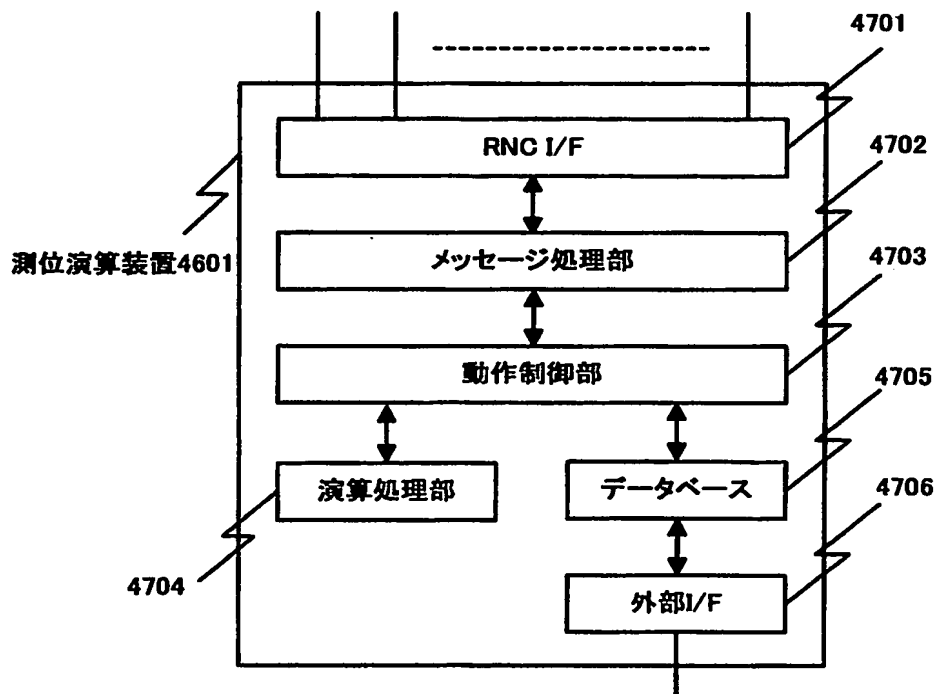 4701
RNC I/F
4702
メッセージ処理部
測位演算装置4601
4703
動作制御部
4705
演算処理部
データベース
4706
4704
外部I/F